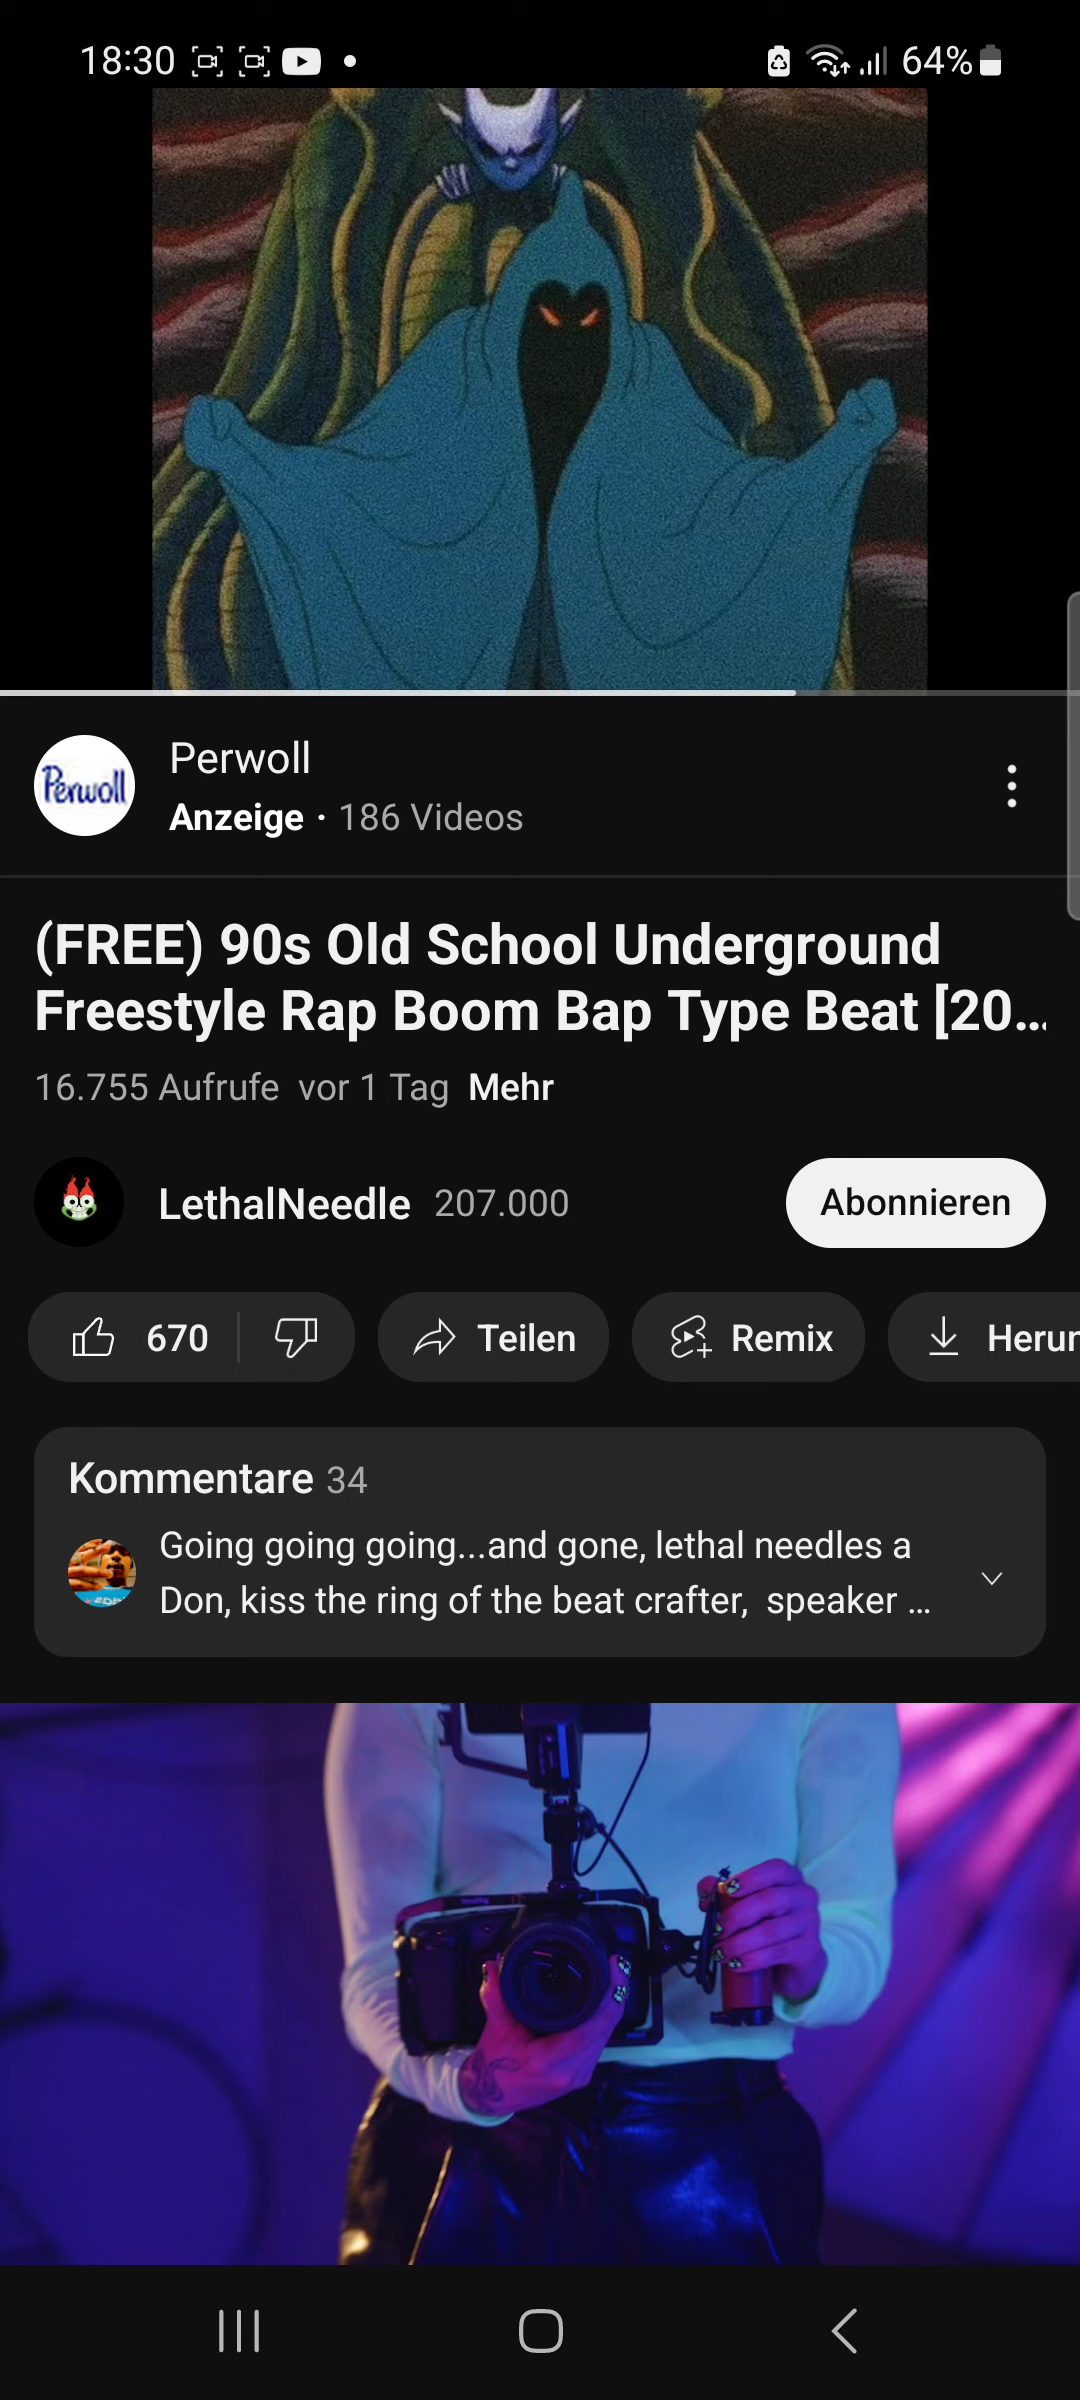 18:30
64%
Perwoll
Perwoll
Anzeige · 186 Videos
(FREE) 90s Old School Underground
Freestyle Rap Boom Bap Type Beat [20...
16.755 Aufrufe vor 1 Tag Mehr
LethalNeedle 207.000
Abonnieren
670
Teilen
Remix
Herun
Kommentare 34
Going going going...and gone, lethal needles a
Don, kiss the ring of the beat crafter, speaker ...